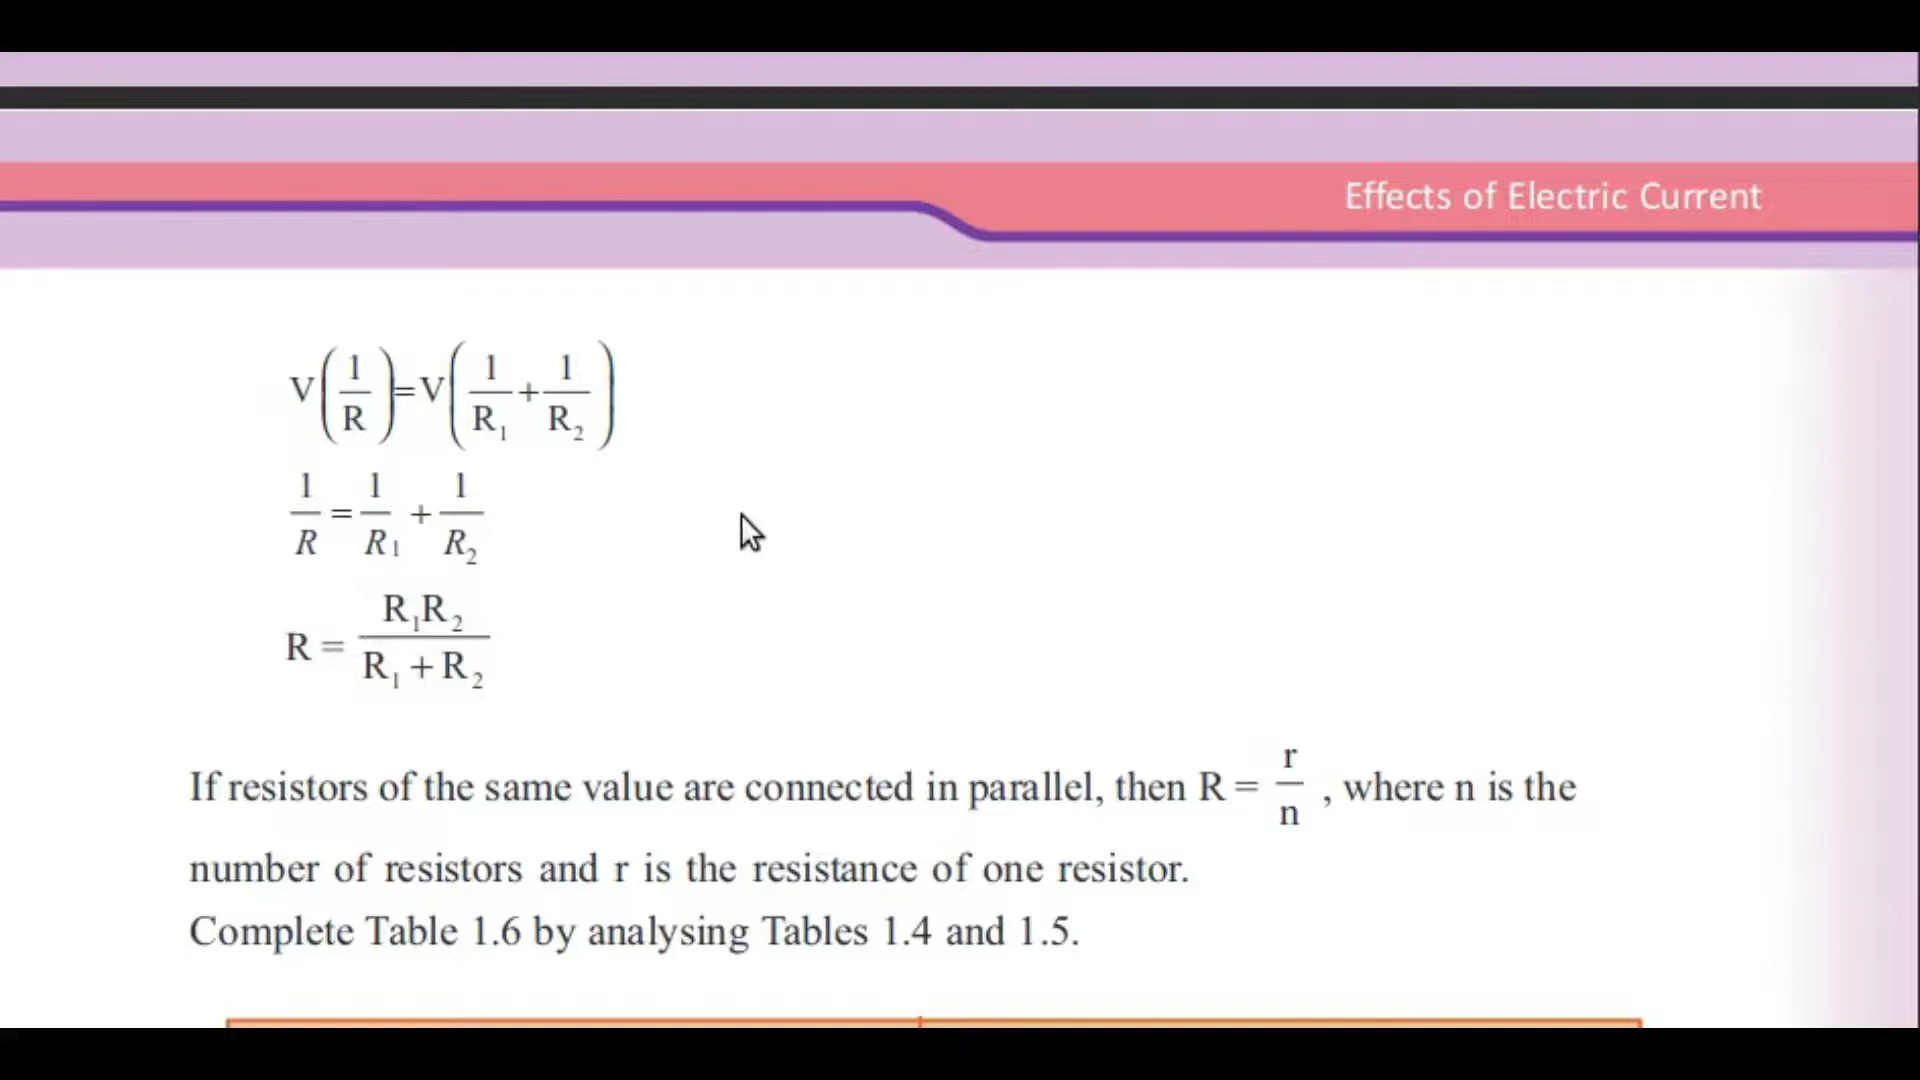 Effects of Electric Current
V(1/R)=V(1/R₁+1/R₂)
1/R=1/R₁+1/R₂
R=R₁R₂/(R₁+R₂)
If resistors of the same value are connected in parallel, then R = r/n , where n is the
number of resistors and r is the resistance of one resistor.
Complete Table 1.6 by analysing Tables 1.4 and 1.5.